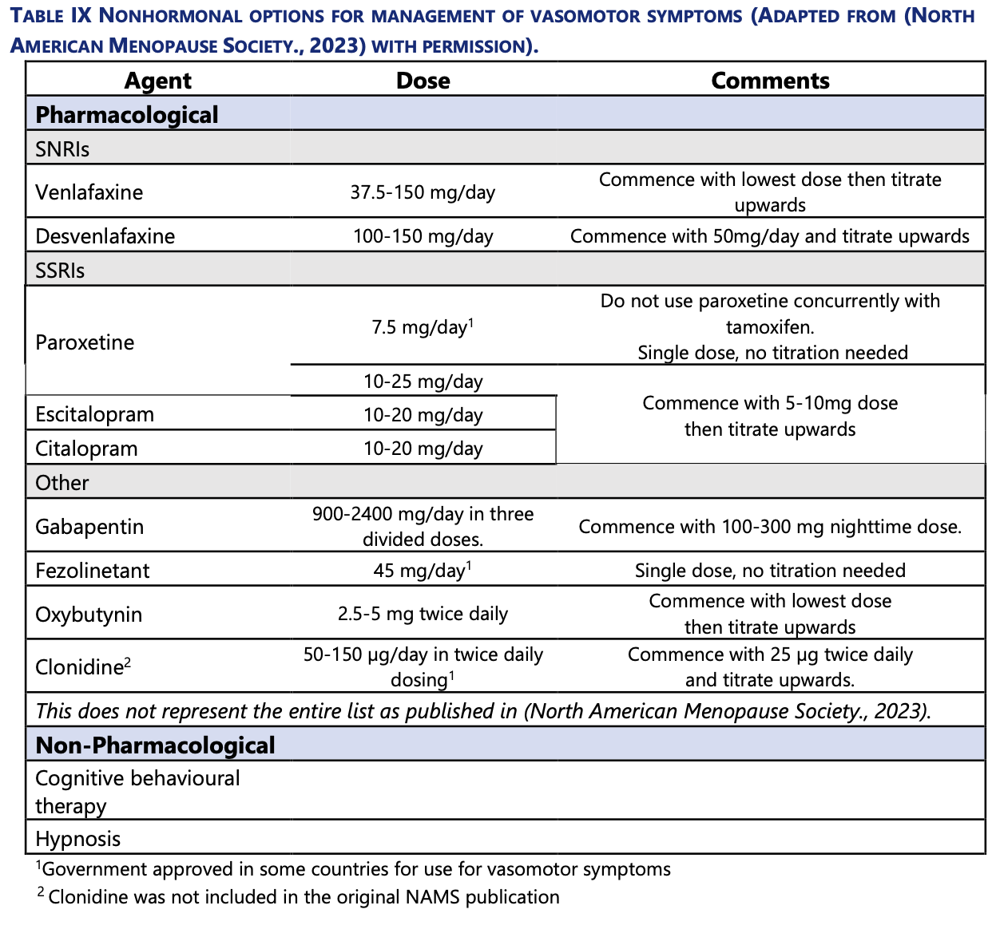 TABLE IX NONHORMONAL OPTIONS FOR MANAGEMENT OF VASOMOTOR SYMPTOMS (ADAPTED FROM (NORTH
AMERICAN MENOPAUSE SOCIETY., 2023) WITH PERMISSION).
Agent Dose Comments
Pharmacological
SNRIs
Venlafaxine 37.5-150 mg/day Commence with lowest dose then titrate
upwards
Desvenlafaxine 100-150 mg/day Commence with 50mg/day and titrate upwards
SSRIs
Paroxetine 7.5 mg/day¹ Do not use paroxetine concurrently with
tamoxifen.
Single dose, no titration needed
10-25 mg/day
Escitalopram 10-20 mg/day Commence with 5-10mg dose
then titrate upwards
Citalopram 10-20 mg/day
Other
Gabapentin 900-2400 mg/day in three
divided doses. Commence with 100-300 mg nighttime dose.
Fezolinetant 45 mg/day¹ Single dose, no titration needed
Oxybutynin 2.5-5 mg twice daily Commence with lowest dose
then titrate upwards
Clonidine² 50-150 µg/day in twice daily
dosing¹ Commence with 25 µg twice daily
and titrate upwards.
This does not represent the entire list as published in (North American Menopause Society., 2023).
Non-Pharmacological
Cognitive behavioural
therapy
Hypnosis
¹Government approved in some countries for use for vasomotor symptoms
² Clonidine was not included in the original NAMS publication